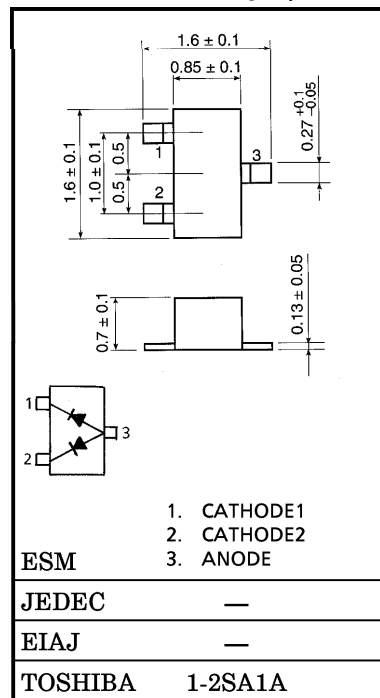 1.6 ± 0.1
0.85 ± 0.1
1.6 ± 0.1
1.0 ± 0.1
0.5
0.5
1
2
3
0.27 +0.1 -0.05
0.7 ± 0.1
0.13 ± 0.05
1
2
3
1. CATHODE1
2. CATHODE2
3. ANODE
ESM
JEDEC —
EIAJ —
TOSHIBA 1-2SA1A